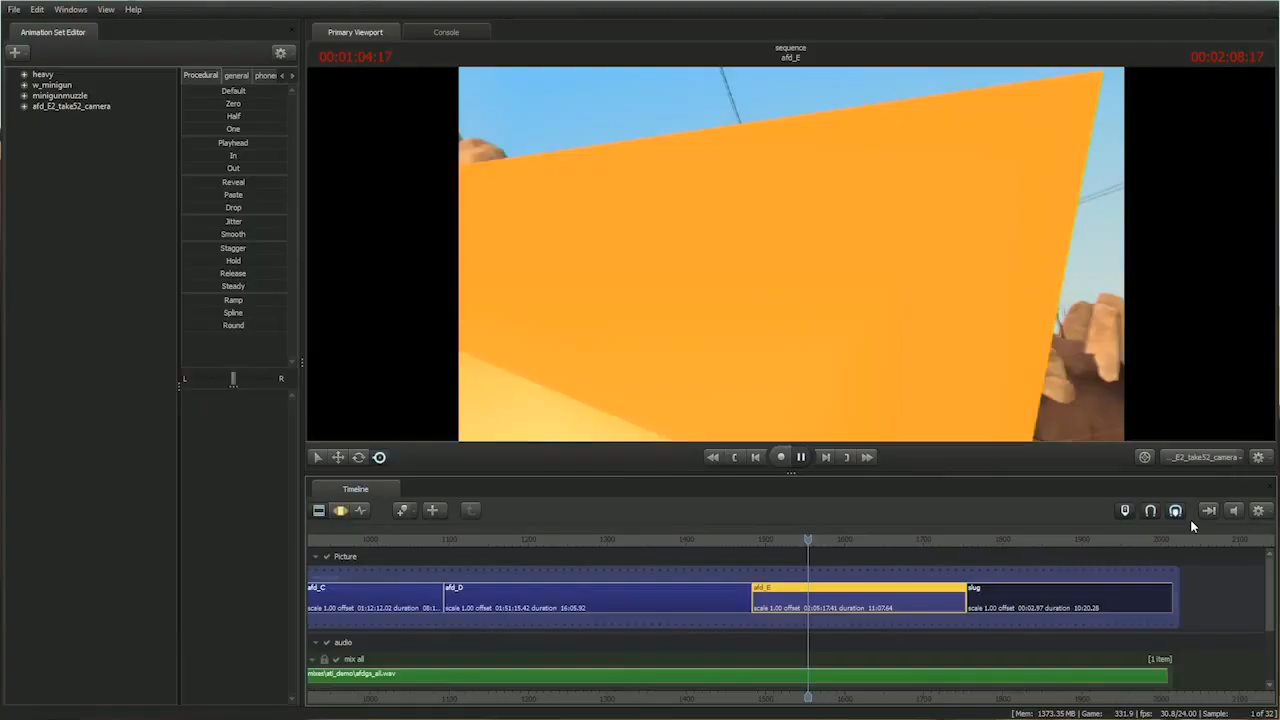 File Edit Windows View Help
Animation Set Editor
Primary Viewport Console
sequence
afd_E
00:01:04:17
00:02:08:17
heavy
w_minigun
minigunmuzzle
afd_E2_take52_camera
Procedural general phone
Default
Zero
Half
One
Playhead
In
Out
Reveal
Paste
Drop
Jitter
Smooth
Stagger
Hold
Release
Steady
Ramp
Spline
Round
L R
..._E2_take52_camera
Timeline
1000 1100 1200 1300 1400 1500 1600 1700 1800 1900 2000 2100
Picture
afd_C afd_D afd_E slug
scale 1.00 offset 01:12:12.02 duration 08:1... scale 1.00 offset 01:51:15.42 duration 16:05.92 scale 1.00 offset 02:05:17.41 duration 11:07.64 scale 1.00 offset 00:02.97 duration 10:20.28
audio
mix all [1 item]
mixes\ati_demo\afdgs_all.wav
1000 1100 1200 1300 1400 1500 1600 1700 1800 1900 2000 2100
[Mem: 1373.35 MB | Game: 331.9 | fps: 30.8/24.00 | Sample: 1 of 32 ]